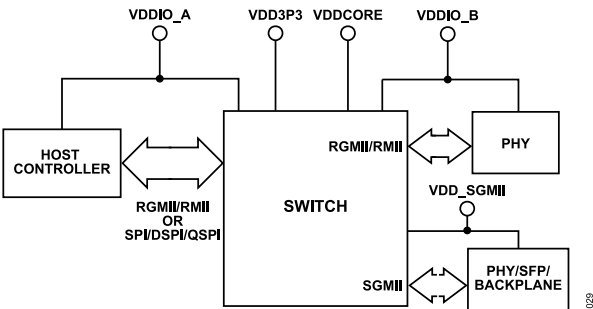 VDDIO_A
VDD3P3
VDDCORE
VDDIO_B
HOST
CONTROLLER
RGMII/RMII
OR
SPI/DSPI/QSPI
SWITCH
RGMII/RMII
PHY
VDD_SGMII
SGMII
PHY/SFP/
BACKPLANE
029